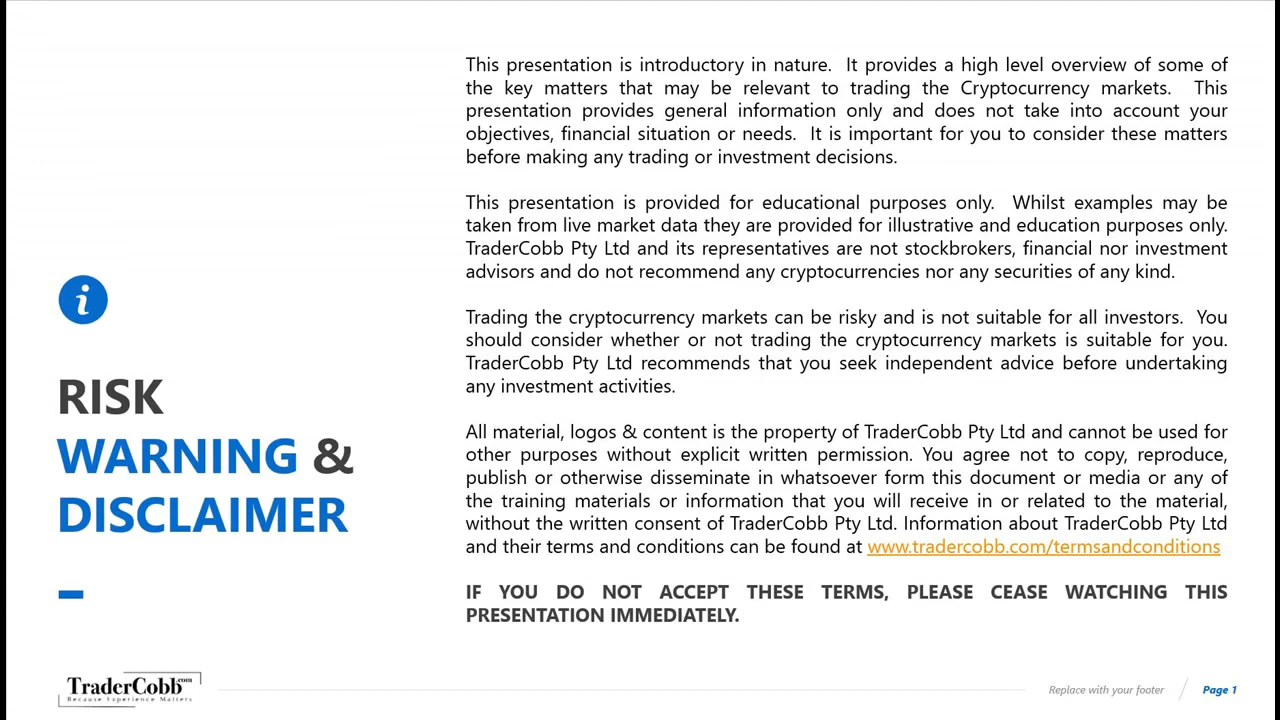 This presentation is introductory in nature.  It provides a high level overview of some of
the key matters that may be relevant to trading the Cryptocurrency markets.  This
presentation provides general information only and does not take into account your
objectives, financial situation or needs.  It is important for you to consider these matters
before making any trading or investment decisions.
This presentation is provided for educational purposes only.  Whilst examples may be
taken from live market data they are provided for illustrative and education purposes only.
TraderCobb Pty Ltd and its representatives are not stockbrokers, financial nor investment
advisors and do not recommend any cryptocurrencies nor any securities of any kind.
Trading the cryptocurrency markets can be risky and is not suitable for all investors.  You
should consider whether or not trading the cryptocurrency markets is suitable for you.
TraderCobb Pty Ltd recommends that you seek independent advice before undertaking
any investment activities.
All material, logos & content is the property of TraderCobb Pty Ltd and cannot be used for
other purposes without explicit written permission. You agree not to copy, reproduce,
publish or otherwise disseminate in whatsoever form this document or media or any of
the training materials or information that you will receive in or related to the material,
without the written consent of TraderCobb Pty Ltd. Information about TraderCobb Pty Ltd
and their terms and conditions can be found at www.tradercobb.com/termsandconditions
IF YOU DO NOT ACCEPT THESE TERMS, PLEASE CEASE WATCHING THIS
PRESENTATION IMMEDIATELY.
i
RISK
WARNING &
DISCLAIMER
TraderCobb.com
Because Experience Matters
Replace with your footer
Page 1